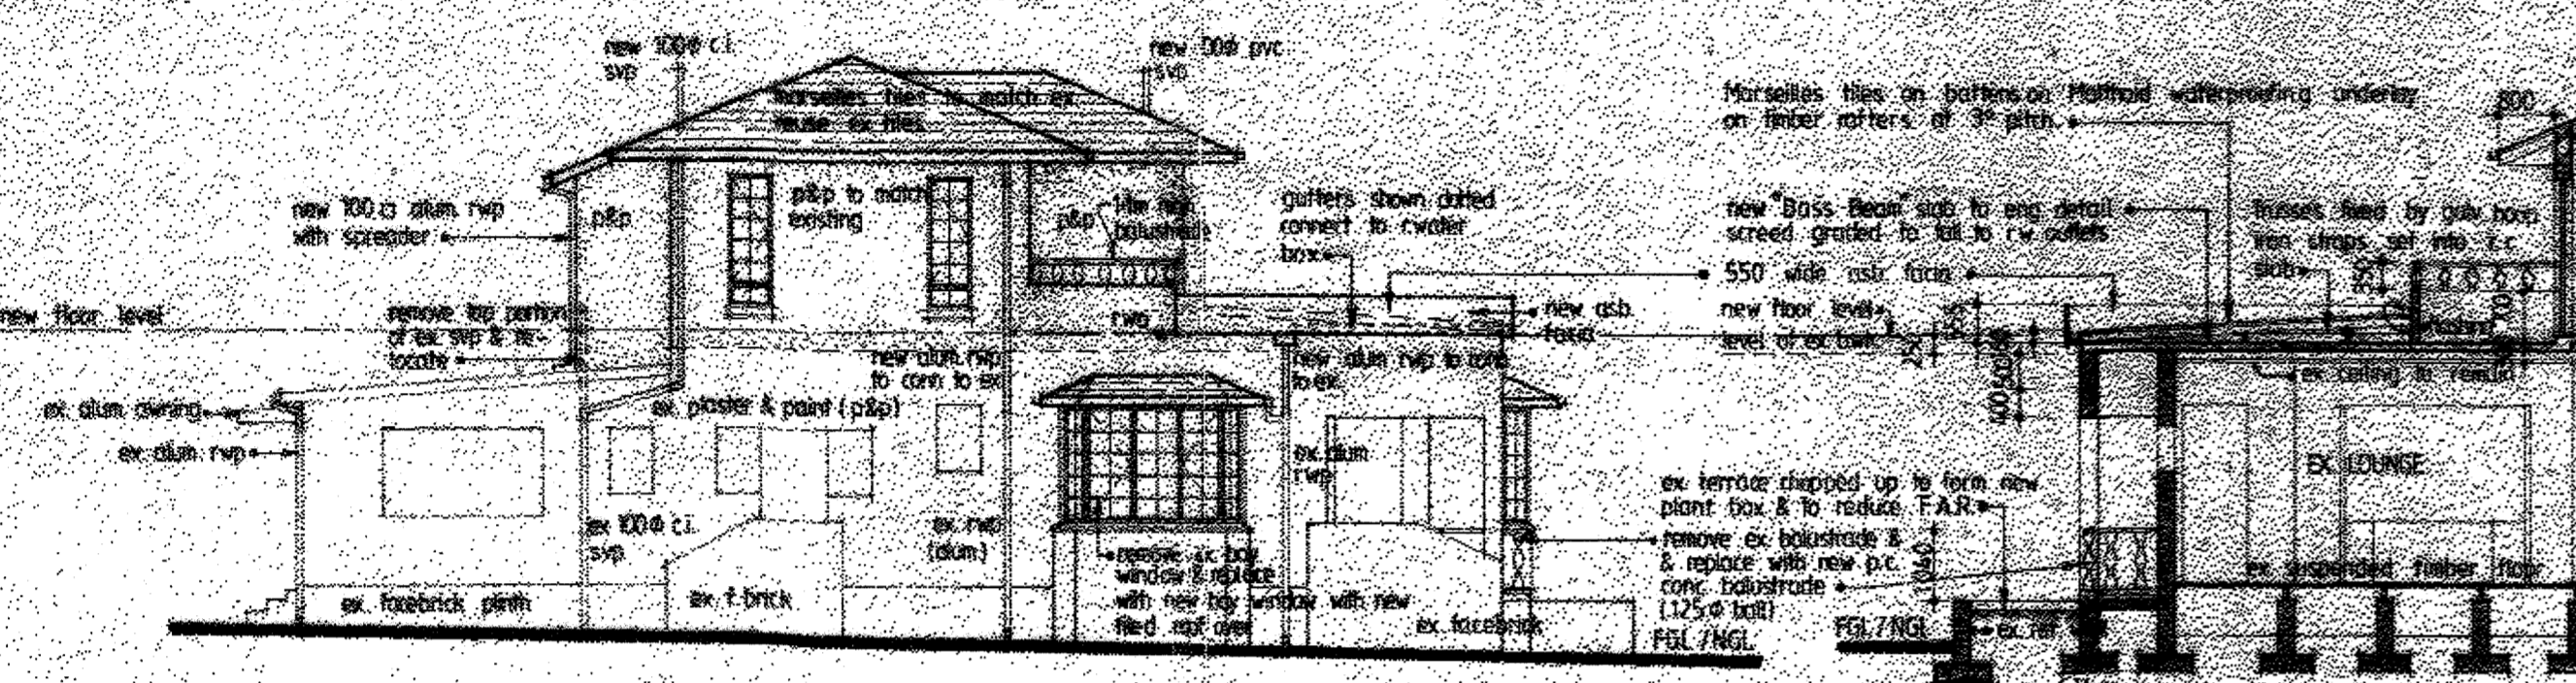 new 100Φ c.i.
svp
new 100Φ pvc
svp
Marseilles tiles to match ex.
reuse ex tiles
Marseilles tiles on battens on Malthoid waterproofing underlay
on timber rafters at 3° pitch
800
new 100 alum. rwp
with spreader
p&p
p&p to match
existing
p&p
balustrade
gutters shown dotted
connect to r.water
box
new "Bass Beam" slab to eng detail
screed graded to fall to r.w outlets
Trusses fixed by galv hoop
iron straps set into r.c
slab
550 wide asb facia
new floor level
remove top portion
of ex. svp & re-
locate
rwp
new asb.
facia
new floor level
level of ex
new alum. rwp
to conn to ex
new alum rwp to conn
to ex.
ex ceiling to remain
ex. alum awning
ex. plaster & paint (p&p)
ex. alum. rwp
ex. alum
rwp
EX. LOUNGE
ex. terrace chopped up to form new
plant box & to reduce F.A.R.
ex 100Φ c.i.
svp
ex. rwp
(alum)
remove ex. bay
window & replace
with new bay window with new
tiled roof over
remove ex. balustrade &
& replace with new p.c.
conc. balustrade
(125Φ ball)
1040
ex. suspended timber floor
ex. facebrick plinth
ex f.brick
ex. facebrick
FGL/NGL
FGL/NGL